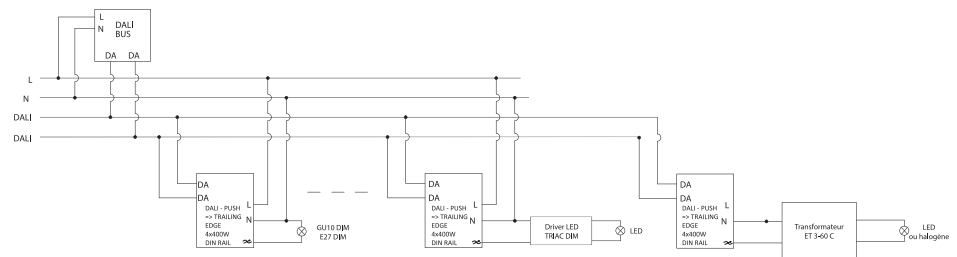 L
N
DALI
BUS
DA DA
L
N
DALI
DALI
DA
DA
L
DALI - PUSH
=> TRAILING
N
EDGE
4x400W
DIN RAIL
GU10 DIM
E27 DIM
DA
DA
L
DALI - PUSH
=> TRAILING
N
EDGE
4x400W
DIN RAIL
Driver LED
TRIAC DIM
LED
DA
DA
L
DALI - PUSH
=> TRAILING
N
EDGE
4x400W
DIN RAIL
Transformateur
ET 3-60 C
LED
ou halogéne